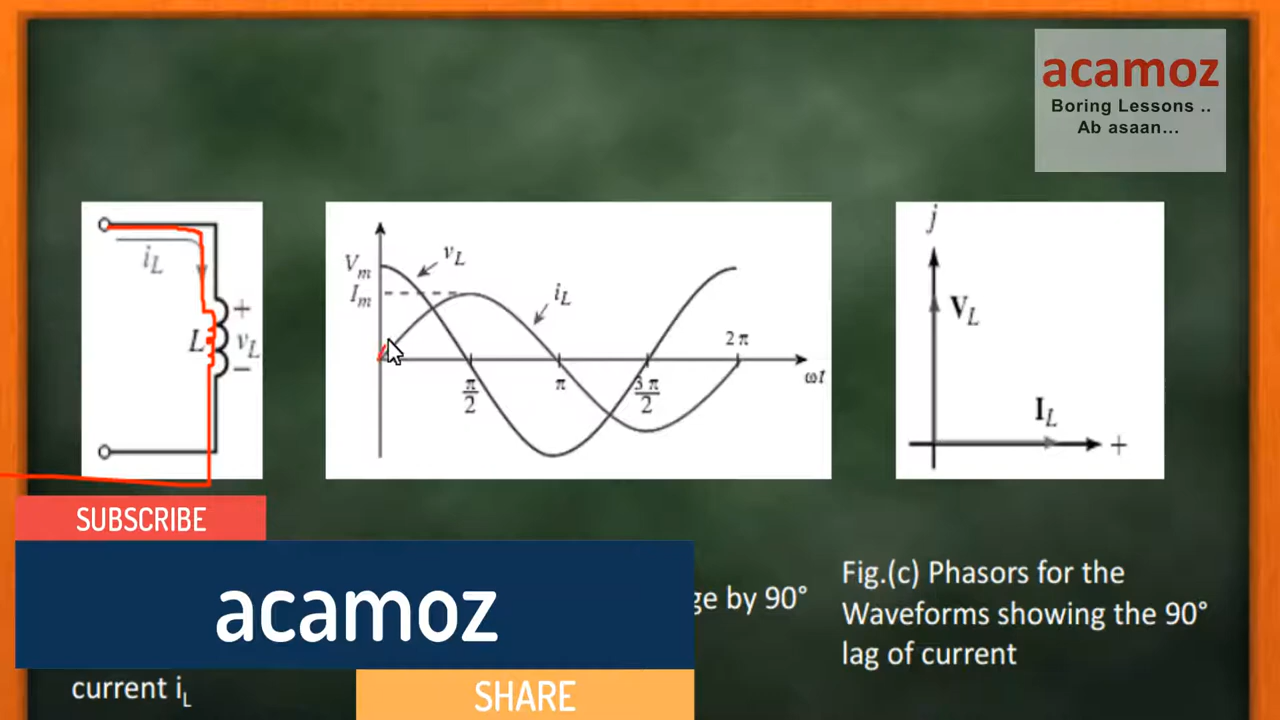 acamoz
Boring Lessons ..
Ab asaan...
i_L
L
+
v_L
−
V_m
I_m
v_L
i_L
π/2
π
3π/2
2π
ωt
j
V_L
I_L
+
SUBSCRIBE
acamoz
SHARE
by 90°
current i_L
Fig.(c) Phasors for the
Waveforms showing the 90°
lag of current